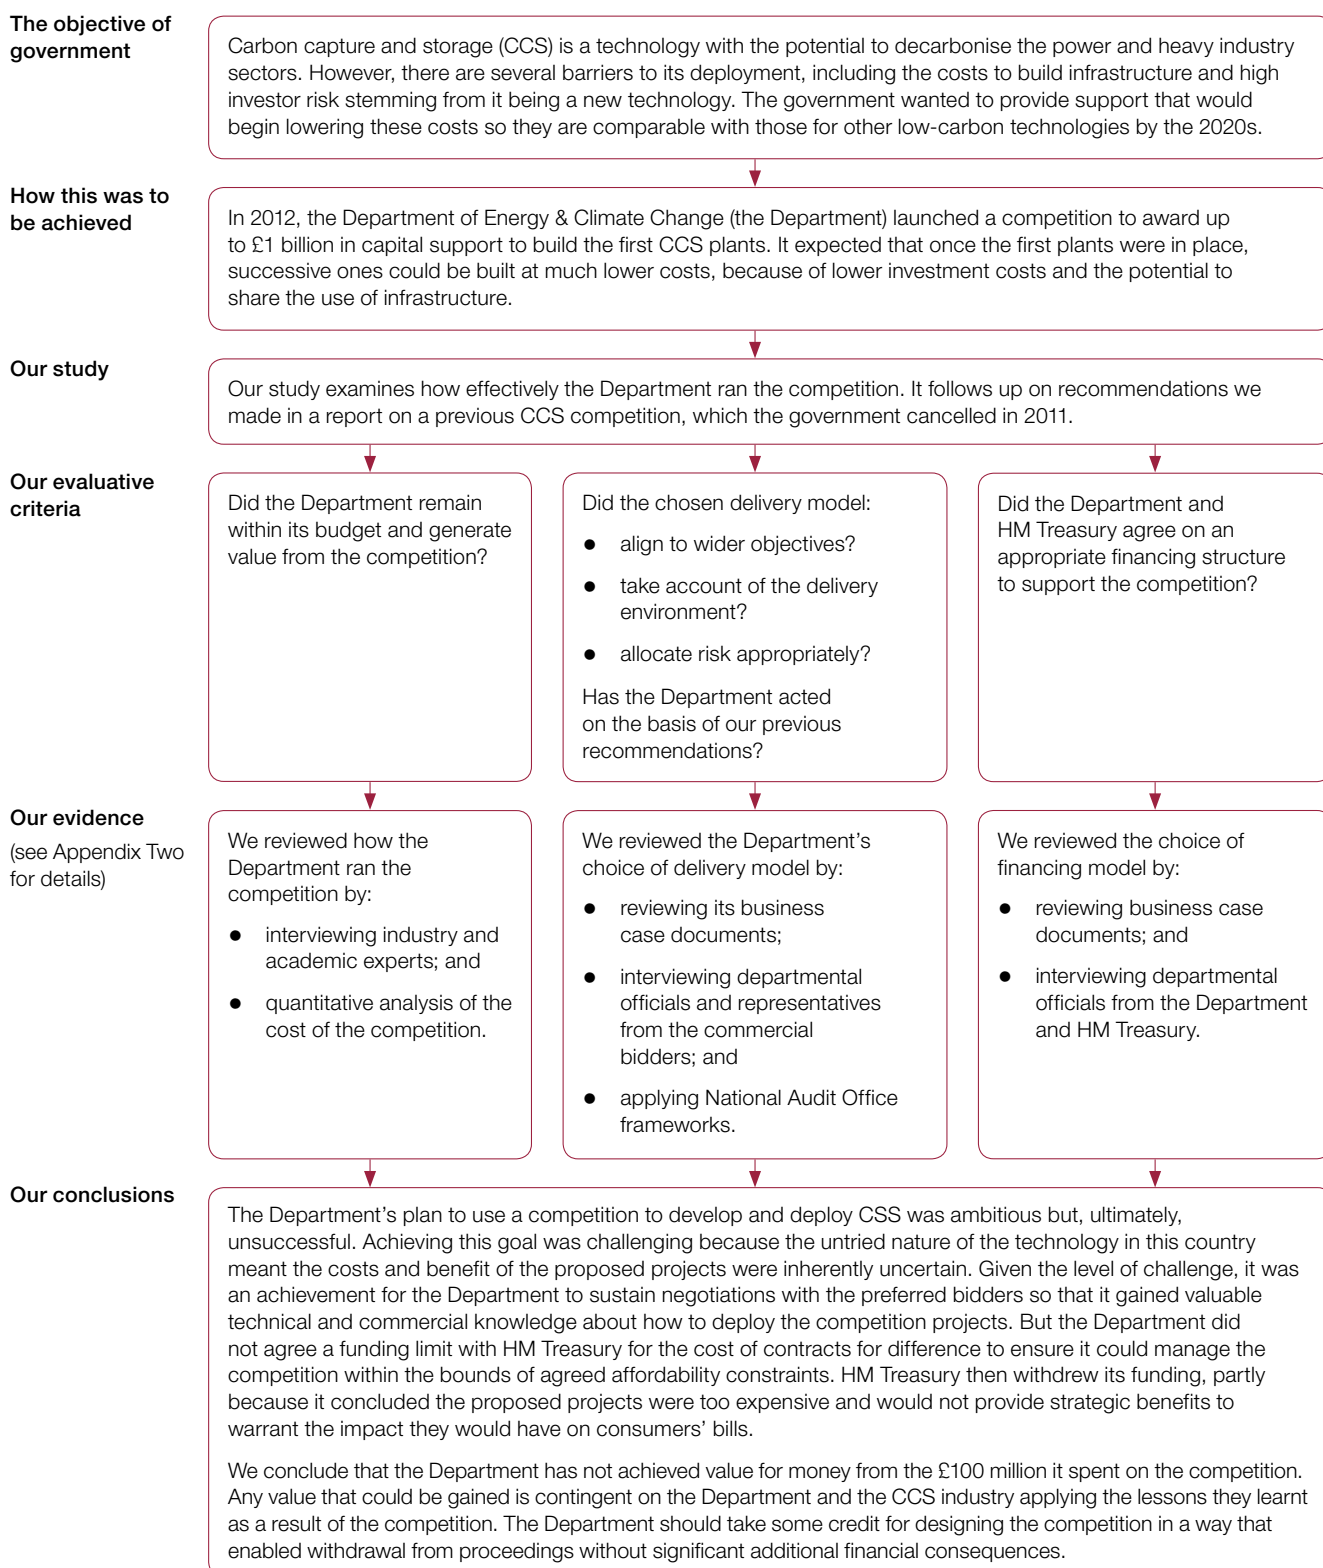 The objective of
government
Carbon capture and storage (CCS) is a technology with the potential to decarbonise the power and heavy industry
sectors. However, there are several barriers to its deployment, including the costs to build infrastructure and high
investor risk stemming from it being a new technology. The government wanted to provide support that would
begin lowering these costs so they are comparable with those for other low-carbon technologies by the 2020s.
How this was to
be achieved
In 2012, the Department of Energy & Climate Change (the Department) launched a competition to award up
to £1 billion in capital support to build the first CCS plants. It expected that once the first plants were in place,
successive ones could be built at much lower costs, because of lower investment costs and the potential to
share the use of infrastructure.
Our study
Our study examines how effectively the Department ran the competition. It follows up on recommendations we
made in a report on a previous CCS competition, which the government cancelled in 2011.
Our evaluative
criteria
Did the Department remain
within its budget and generate
value from the competition?
Did the chosen delivery model:
● align to wider objectives?
● take account of the delivery
environment?
● allocate risk appropriately?
Has the Department acted
on the basis of our previous
recommendations?
Did the Department and
HM Treasury agree on an
appropriate financing structure
to support the competition?
Our evidence
(see Appendix Two
for details)
We reviewed how the
Department ran the
competition by:
● interviewing industry and
academic experts; and
● quantitative analysis of the
cost of the competition.
We reviewed the Department's
choice of delivery model by:
● reviewing its business
case documents;
● interviewing departmental
officials and representatives
from the commercial
bidders; and
● applying National Audit Office
frameworks.
We reviewed the choice of
financing model by:
● reviewing business case
documents; and
● interviewing departmental
officials from the Department
and HM Treasury.
Our conclusions
The Department's plan to use a competition to develop and deploy CSS was ambitious but, ultimately,
unsuccessful. Achieving this goal was challenging because the untried nature of the technology in this country
meant the costs and benefit of the proposed projects were inherently uncertain. Given the level of challenge, it was
an achievement for the Department to sustain negotiations with the preferred bidders so that it gained valuable
technical and commercial knowledge about how to deploy the competition projects. But the Department did
not agree a funding limit with HM Treasury for the cost of contracts for difference to ensure it could manage the
competition within the bounds of agreed affordability constraints. HM Treasury then withdrew its funding, partly
because it concluded the proposed projects were too expensive and would not provide strategic benefits to
warrant the impact they would have on consumers' bills.
We conclude that the Department has not achieved value for money from the £100 million it spent on the competition.
Any value that could be gained is contingent on the Department and the CCS industry applying the lessons they learnt
as a result of the competition. The Department should take some credit for designing the competition in a way that
enabled withdrawal from proceedings without significant additional financial consequences.